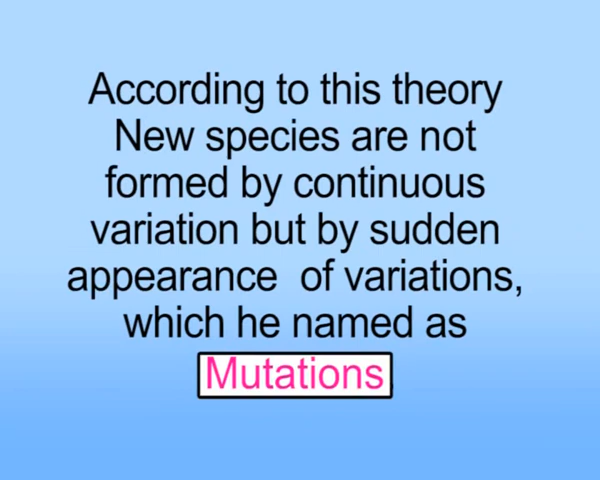 According to this theory
New species are not
formed by continuous
variation but by sudden
appearance  of variations,
which he named as
Mutations